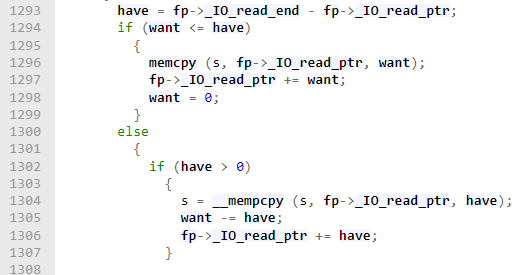 1293 have = fp->_IO_read_end - fp->_IO_read_ptr;
1294 if (want <= have)
1295 {
1296 memcpy (s, fp->_IO_read_ptr, want);
1297 fp->_IO_read_ptr += want;
1298 want = 0;
1299 }
1300 else
1301 {
1302 if (have > 0)
1303 {
1304 s = __mempcpy (s, fp->_IO_read_ptr, have);
1305 want -= have;
1306 fp->_IO_read_ptr += have;
1307 }
1308